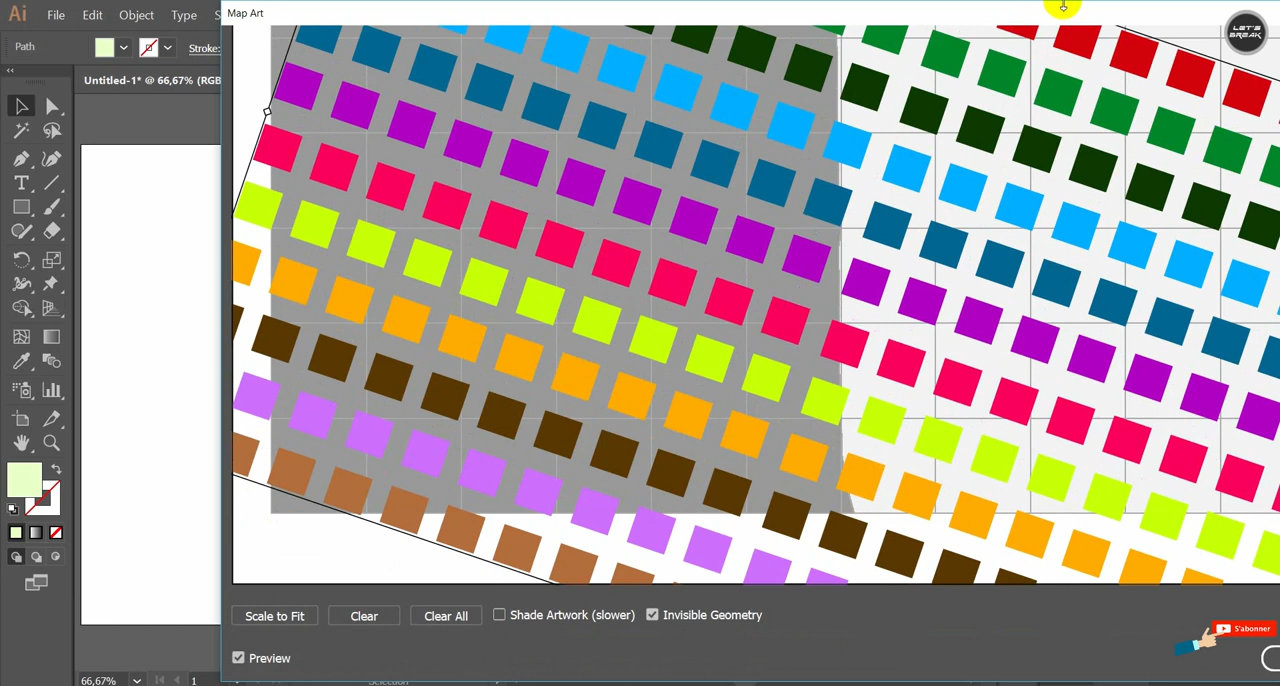 Ai File Edit Object Type S
Map Art
LET'S
BREAK
Path
Stroke:
Untitled-1* @ 66,67% (RGB
Scale to Fit
Clear
Clear All
Shade Artwork (slower)
Invisible Geometry
S'abonner
Preview
66,67%
1
Selection